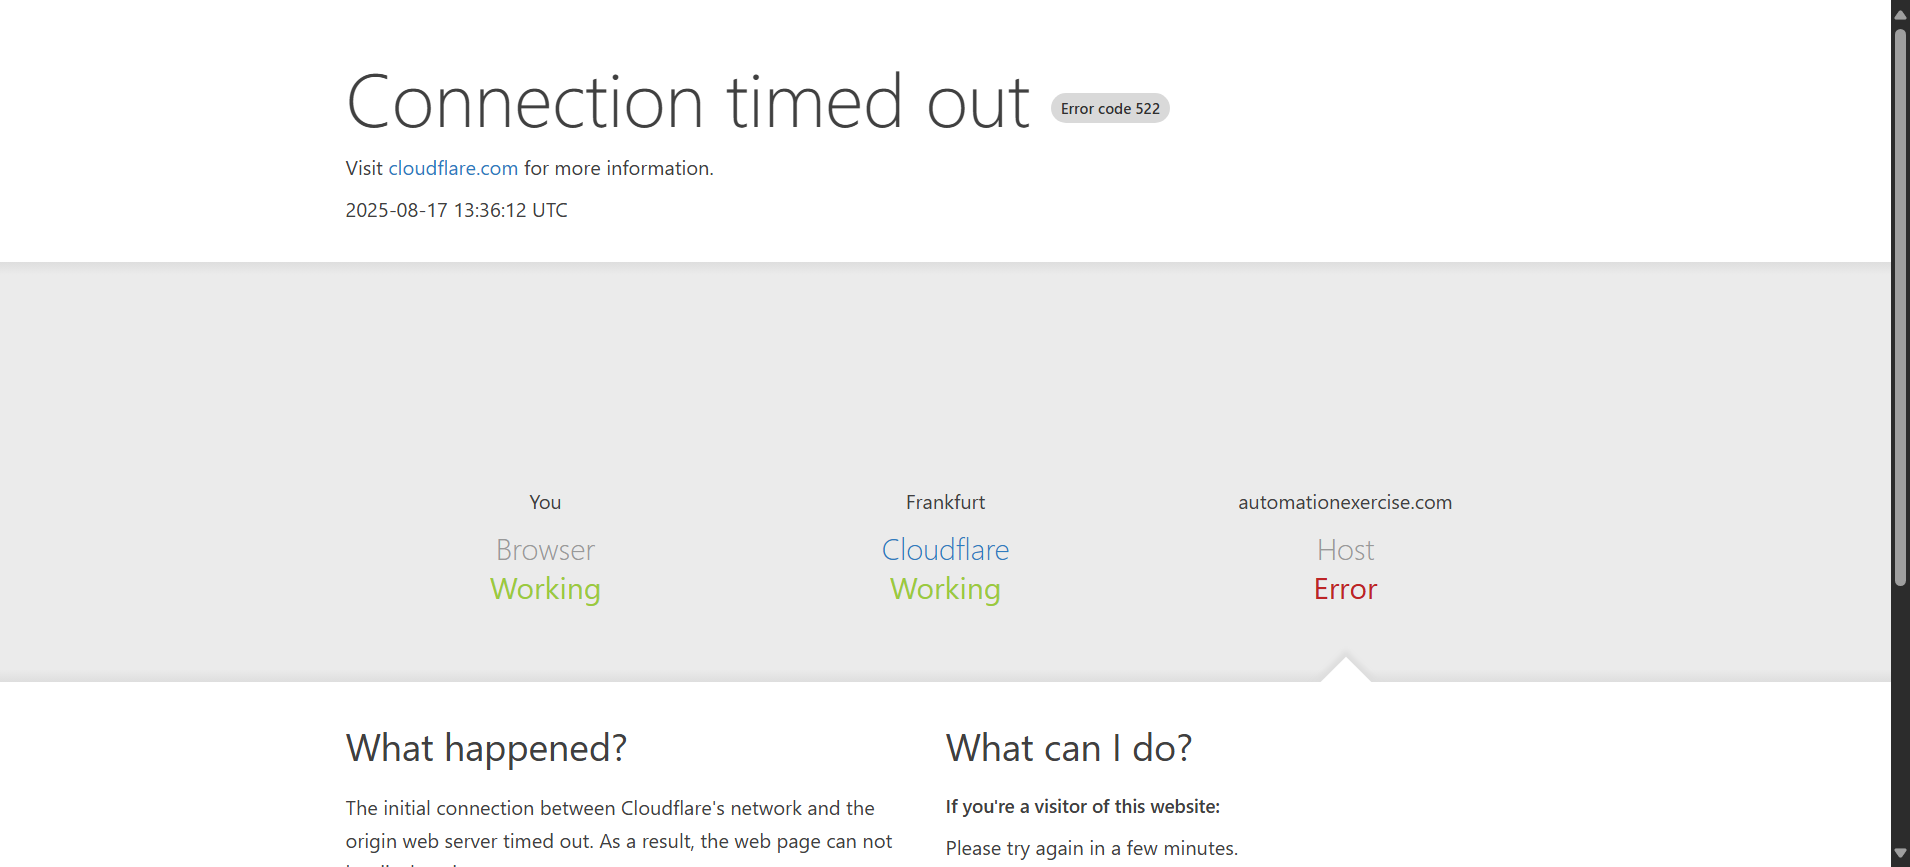 Connection timed out Error code 522
Visit cloudflare.com for more information.
2025-08-17 13:36:12 UTC
You
Browser
Working
Frankfurt
Cloudflare
Working
automationexercise.com
Host
Error
What happened?
The initial connection between Cloudflare's network and the
origin web server timed out. As a result, the web page can not
What can I do?
If you're a visitor of this website:
Please try again in a few minutes.